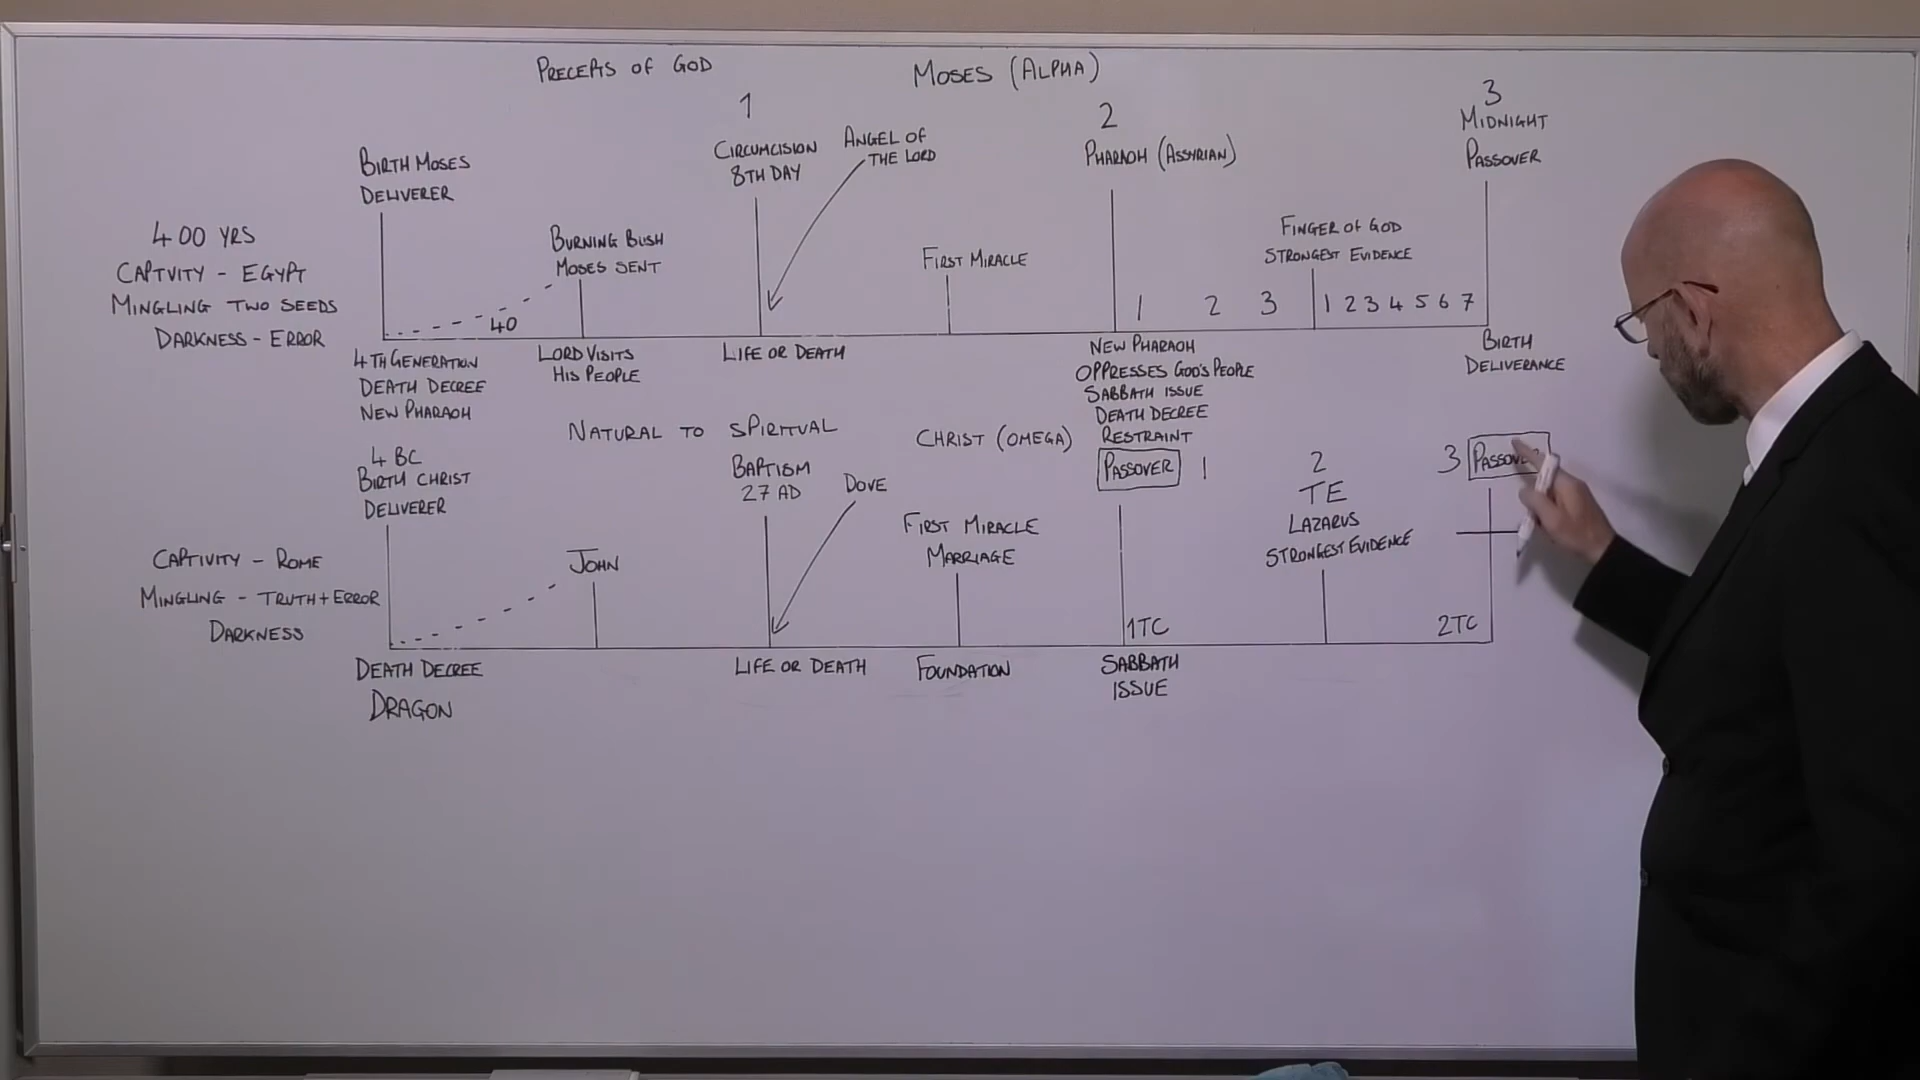 PRECEPTS OF GOD
MOSES (ALPHA)
1
CIRCUMCISION
8TH DAY
ANGEL OF
THE LORD
2
PHARAOH (ASSYRIAN)
3
MIDNIGHT
PASSOVER
BIRTH MOSES
DELIVERER
400 YRS
CAPTVITY - EGYPT
MINGLING TWO SEEDS
DARKNESS - ERROR
BURNING BUSH
MOSES SENT
40
FIRST MIRACLE
FINGER OF GOD
STRONGEST EVIDENCE
1 2 3
1 2 3 4 5 6 7
4TH GENERATION
DEATH DECREE
NEW PHARAOH
LORD VISITS
HIS PEOPLE
LIFE OR DEATH
NEW PHARAOH
OPPRESSES GOD'S PEOPLE
SABBATH ISSUE
DEATH DECREE
RESTRAINT
BIRTH
DELIVERANCE
NATURAL TO SPIRITUAL
CHRIST (OMEGA)
4 BC
BIRTH CHRIST
DELIVERER
CAPTIVITY - ROME
MINGLING - TRUTH + ERROR
DARKNESS
JOHN
BAPTISM
27 AD
DOVE
FIRST MIRACLE
MARRIAGE
PASSOVER 1
2
TE
LAZARUS
STRONGEST EVIDENCE
3
1TC
2TC
DEATH DECREE
DRAGON
LIFE OR DEATH
FOUNDATION
SABBATH
ISSUE